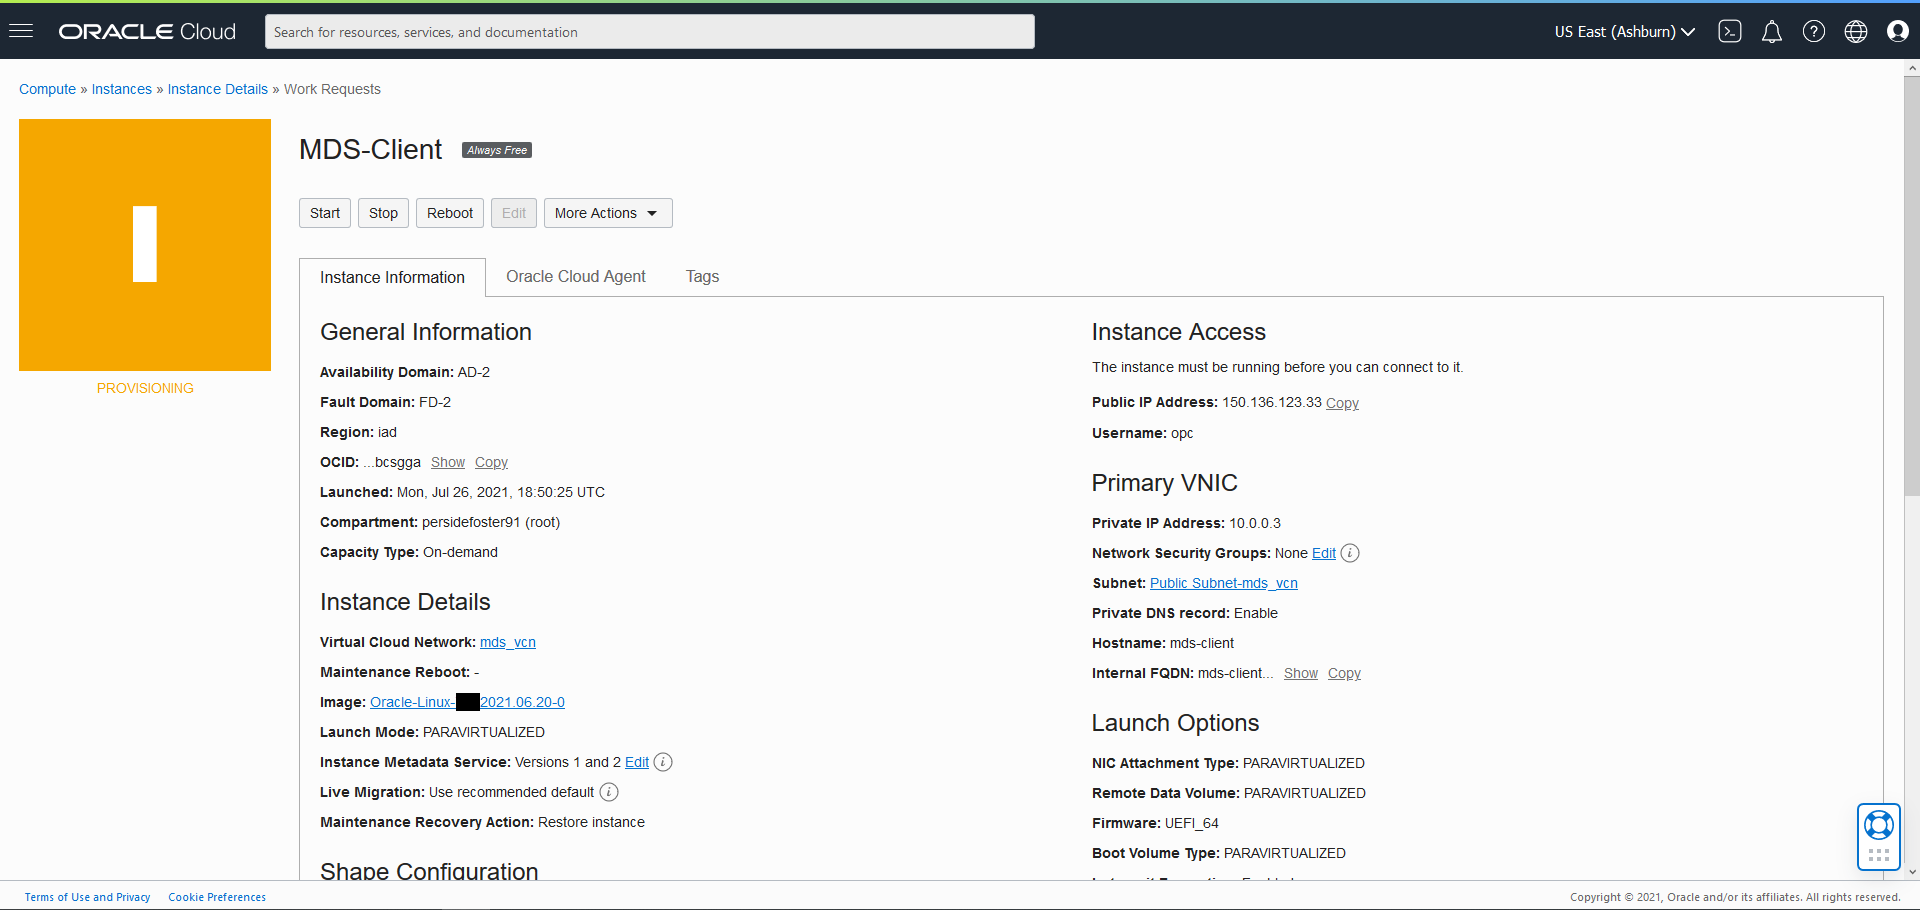 ORACLE Cloud
Search for resources, services, and documentation
US East (Ashburn)
Compute » Instances » Instance Details » Work Requests
PROVISIONING
MDS-Client
Always Free
Start Stop Reboot Edit More Actions
Instance Information Oracle Cloud Agent Tags
General Information
Availability Domain: AD-2
Fault Domain: FD-2
Region: iad
OCID: ...bcsgga Show Copy
Launched: Mon, Jul 26, 2021, 18:50:25 UTC
Compartment: persidefoster91 (root)
Capacity Type: On-demand
Instance Details
Virtual Cloud Network: mds_vcn
Maintenance Reboot: -
Image: Oracle-Linux- 2021.06.20-0
Launch Mode: PARAVIRTUALIZED
Instance Metadata Service: Versions 1 and 2 Edit
Live Migration: Use recommended default
Maintenance Recovery Action: Restore instance
Shape Configuration
Instance Access
The instance must be running before you can connect to it.
Public IP Address: 150.136.123.33 Copy
Username: opc
Primary VNIC
Private IP Address: 10.0.0.3
Network Security Groups: None Edit
Subnet: Public Subnet-mds_vcn
Private DNS record: Enable
Hostname: mds-client
Internal FQDN: mds-client... Show Copy
Launch Options
NIC Attachment Type: PARAVIRTUALIZED
Remote Data Volume: PARAVIRTUALIZED
Firmware: UEFI_64
Boot Volume Type: PARAVIRTUALIZED
Terms of Use and Privacy Cookie Preferences
Copyright © 2021, Oracle and/or its affiliates. All rights reserved.